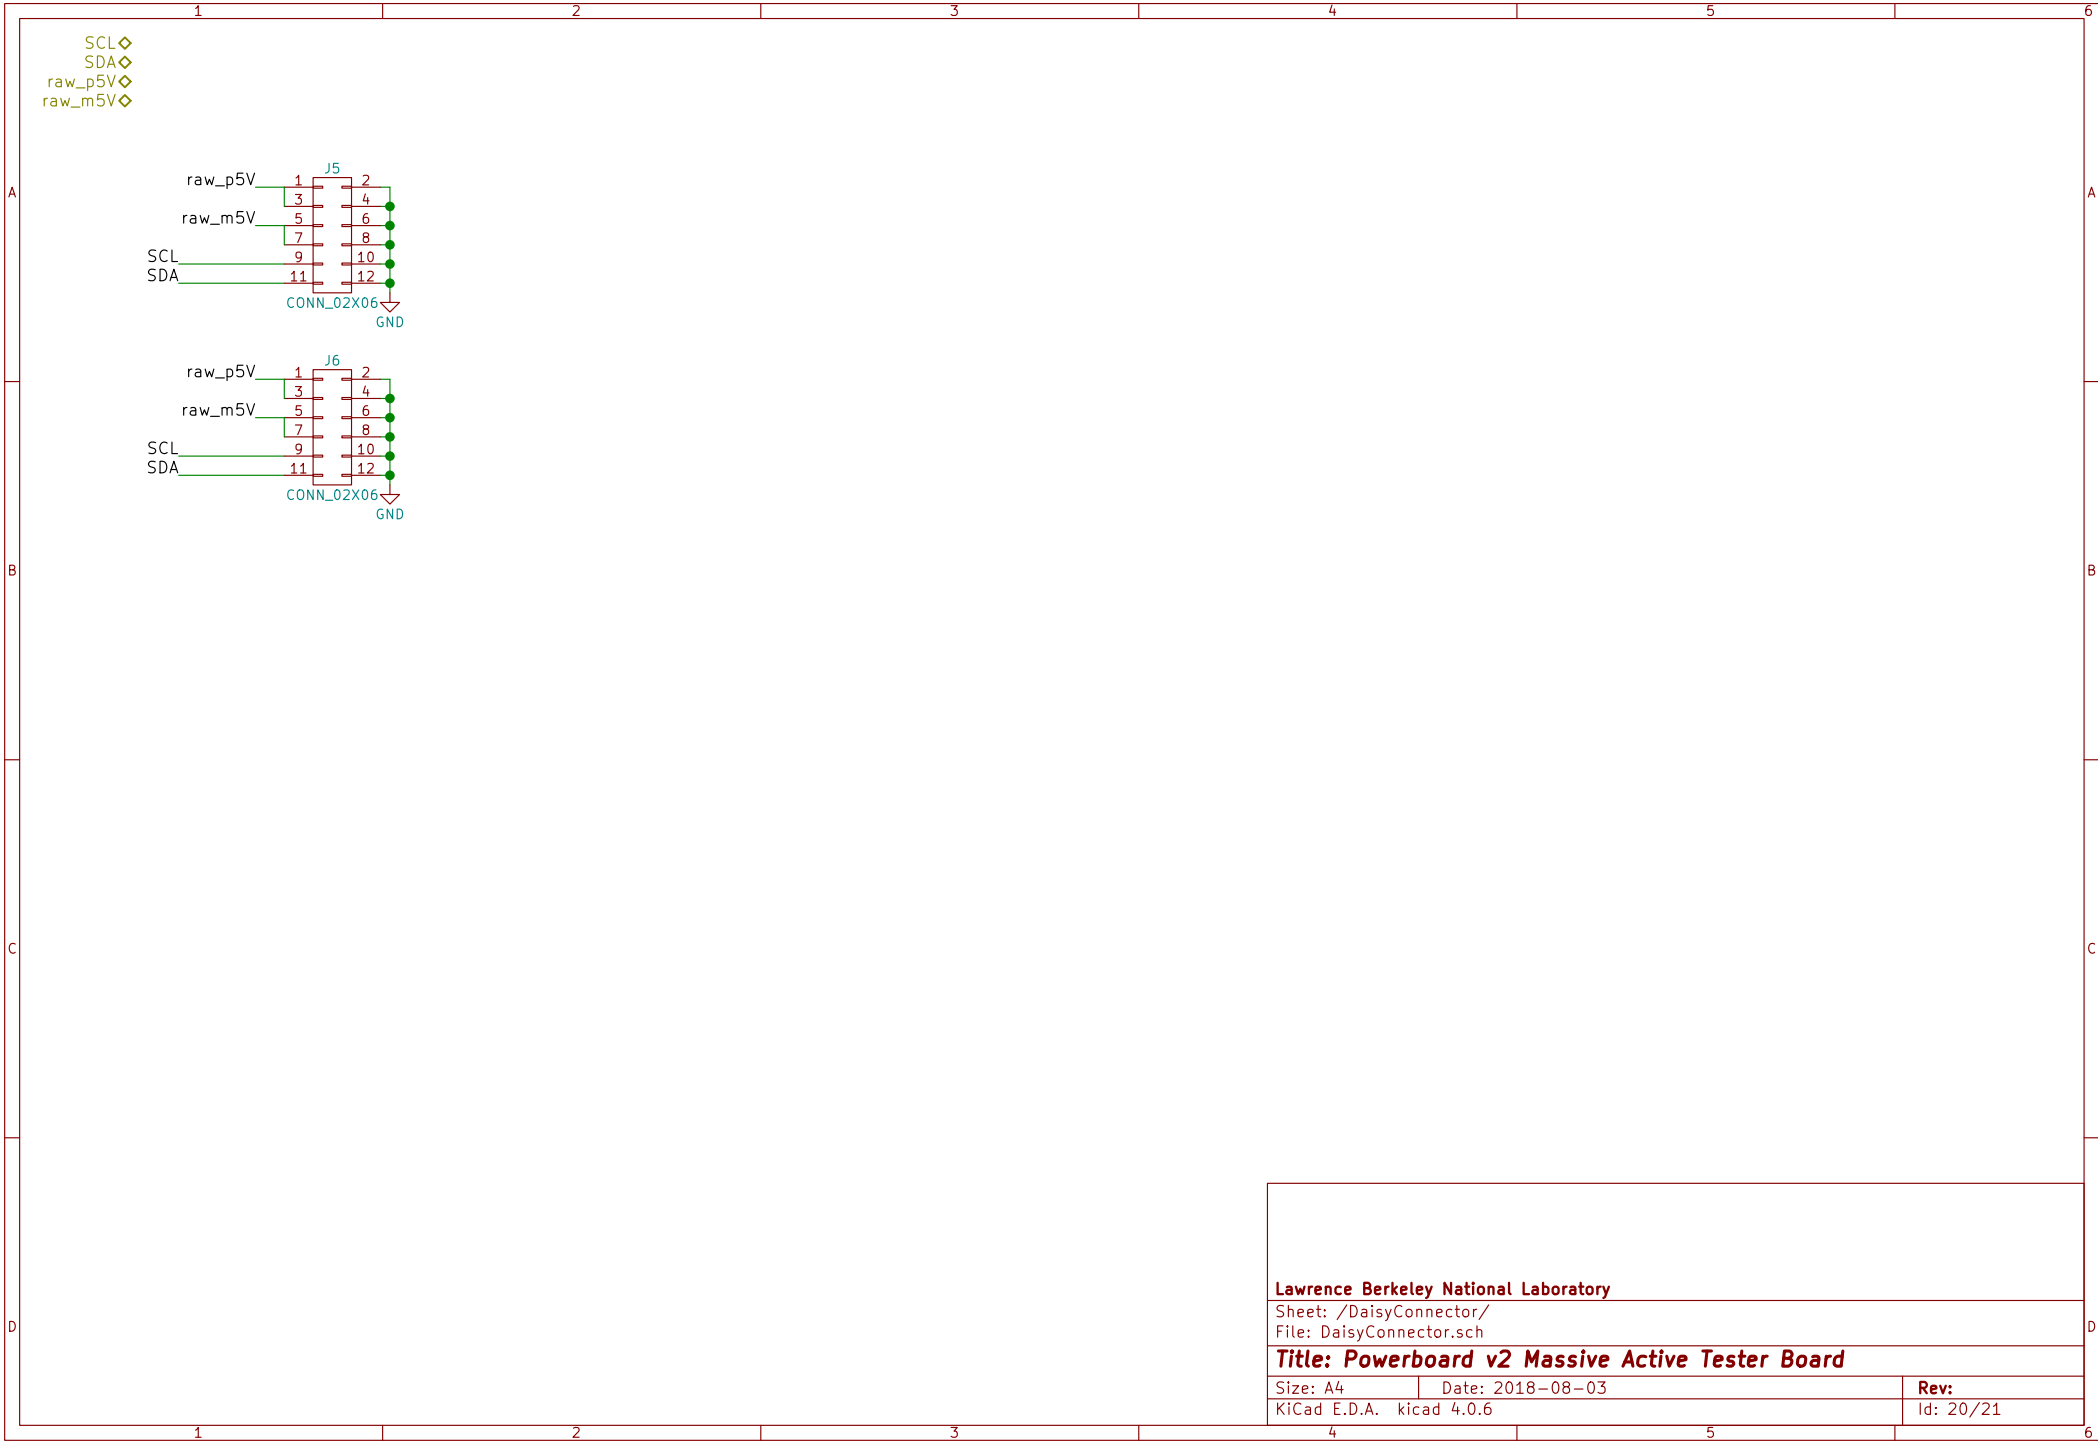 1 2 3 4 5 6
SCL
SDA
raw_p5V
raw_m5V
A A
J5
raw_p5V 1 2
3 4
raw_m5V 5 6
7 8
SCL 9 10
SDA 11 12
CONN_02X06
GND
J6
raw_p5V 1 2
3 4
raw_m5V 5 6
7 8
SCL 9 10
SDA 11 12
CONN_02X06
GND
B B
C C
Lawrence Berkeley National Laboratory
Sheet: /DaisyConnector/
File: DaisyConnector.sch
D D
Title: Powerboard v2 Massive Active Tester Board
Size: A4 Date: 2018-08-03 Rev:
KiCad E.D.A. kicad 4.0.6 Id: 20/21
1 2 3 4 5 6